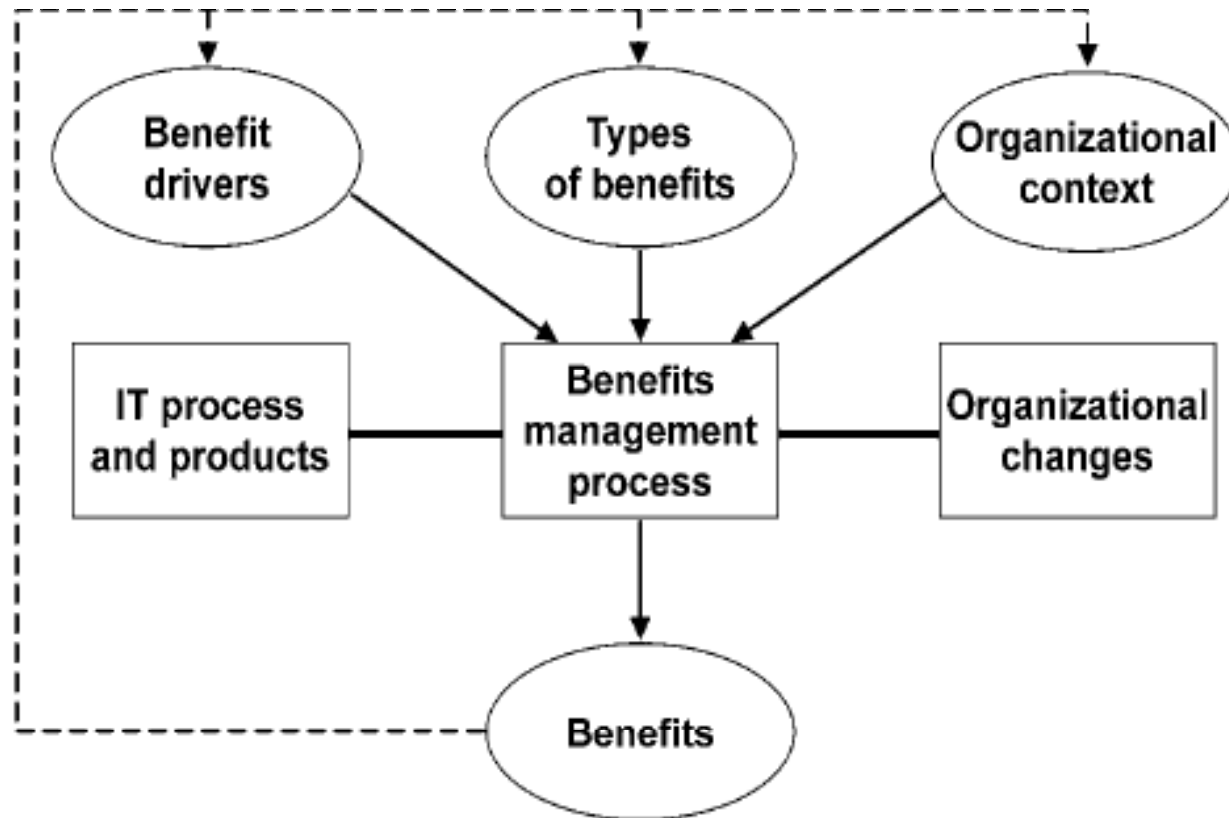 Benefit
drivers
Types
of benefits
Organizational
context
IT process
and products
Benefits
management
process
Organizational
changes
Benefits